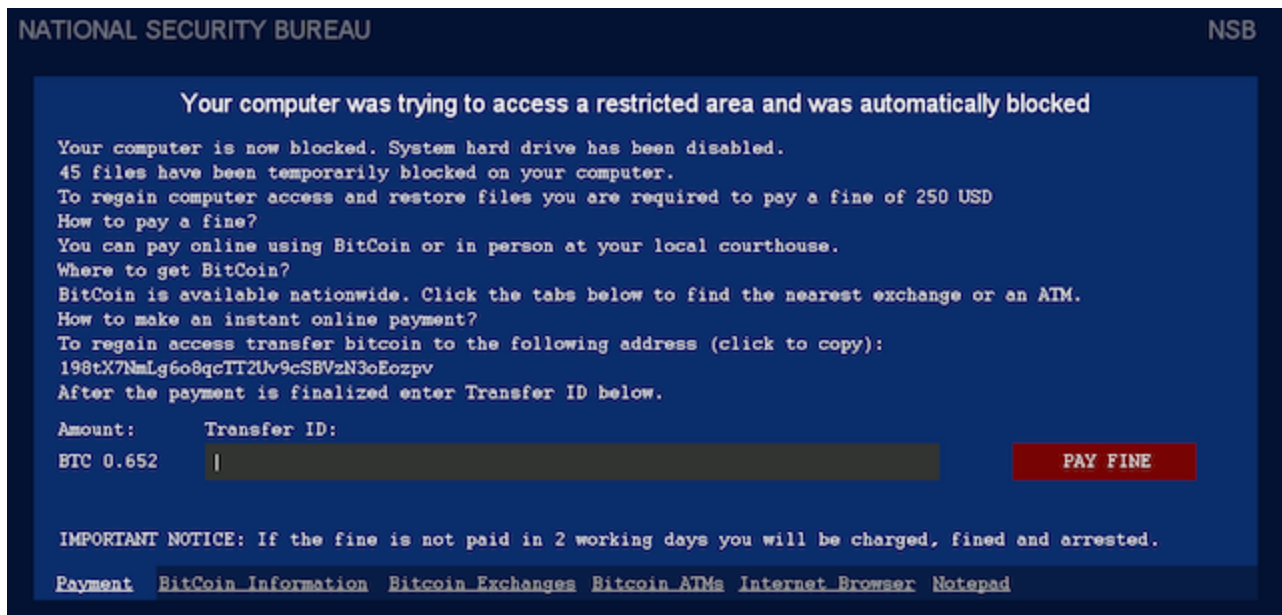 NATIONAL SECURITY BUREAU NSB
Your computer was trying to access a restricted area and was automatically blocked
Your computer is now blocked. System hard drive has been disabled.
45 files have been temporarily blocked on your computer.
To regain computer access and restore files you are required to pay a fine of 250 USD
How to pay a fine?
You can pay online using BitCoin or in person at your local courthouse.
Where to get BitCoin?
BitCoin is available nationwide. Click the tabs below to find the nearest exchange or an ATM.
How to make an instant online payment?
To regain access transfer bitcoin to the following address (click to copy):
198tX7NmLg6o8qcTT2Uv9cSBVzN3oEozpv
After the payment is finalized enter Transfer ID below.
Amount: Transfer ID:
BTC 0.652 PAY FINE
IMPORTANT NOTICE: If the fine is not paid in 2 working days you will be charged, fined and arrested.
Payment BitCoin Information Bitcoin Exchanges Bitcoin ATMs Internet Browser Notepad